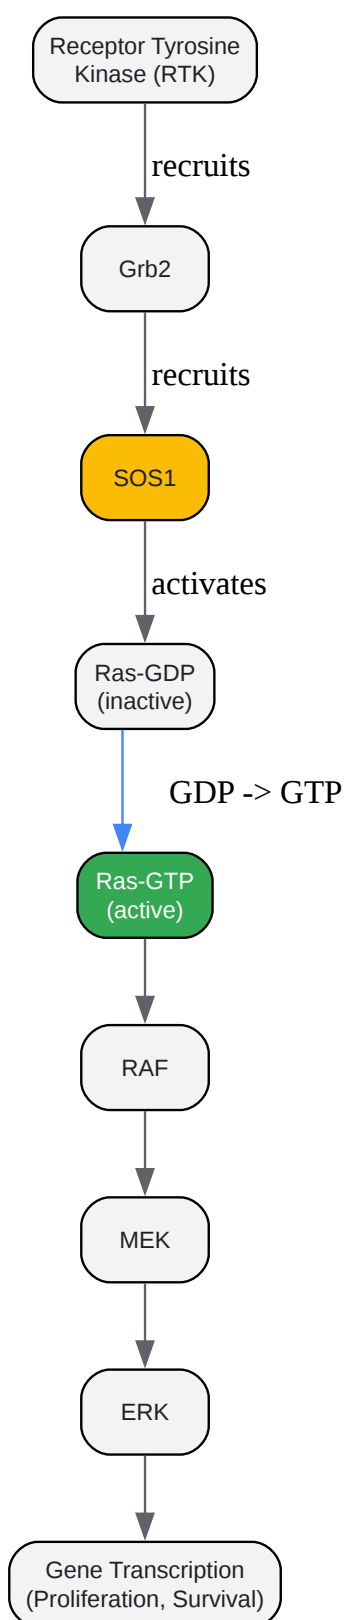 Receptor Tyrosine
Kinase (RTK)
recruits
Grb2
recruits
SOS1
activates
Ras-GDP
(inactive)
GDP -> GTP
Ras-GTP
(active)
RAF
MEK
ERK
Gene Transcription
(Proliferation, Survival)